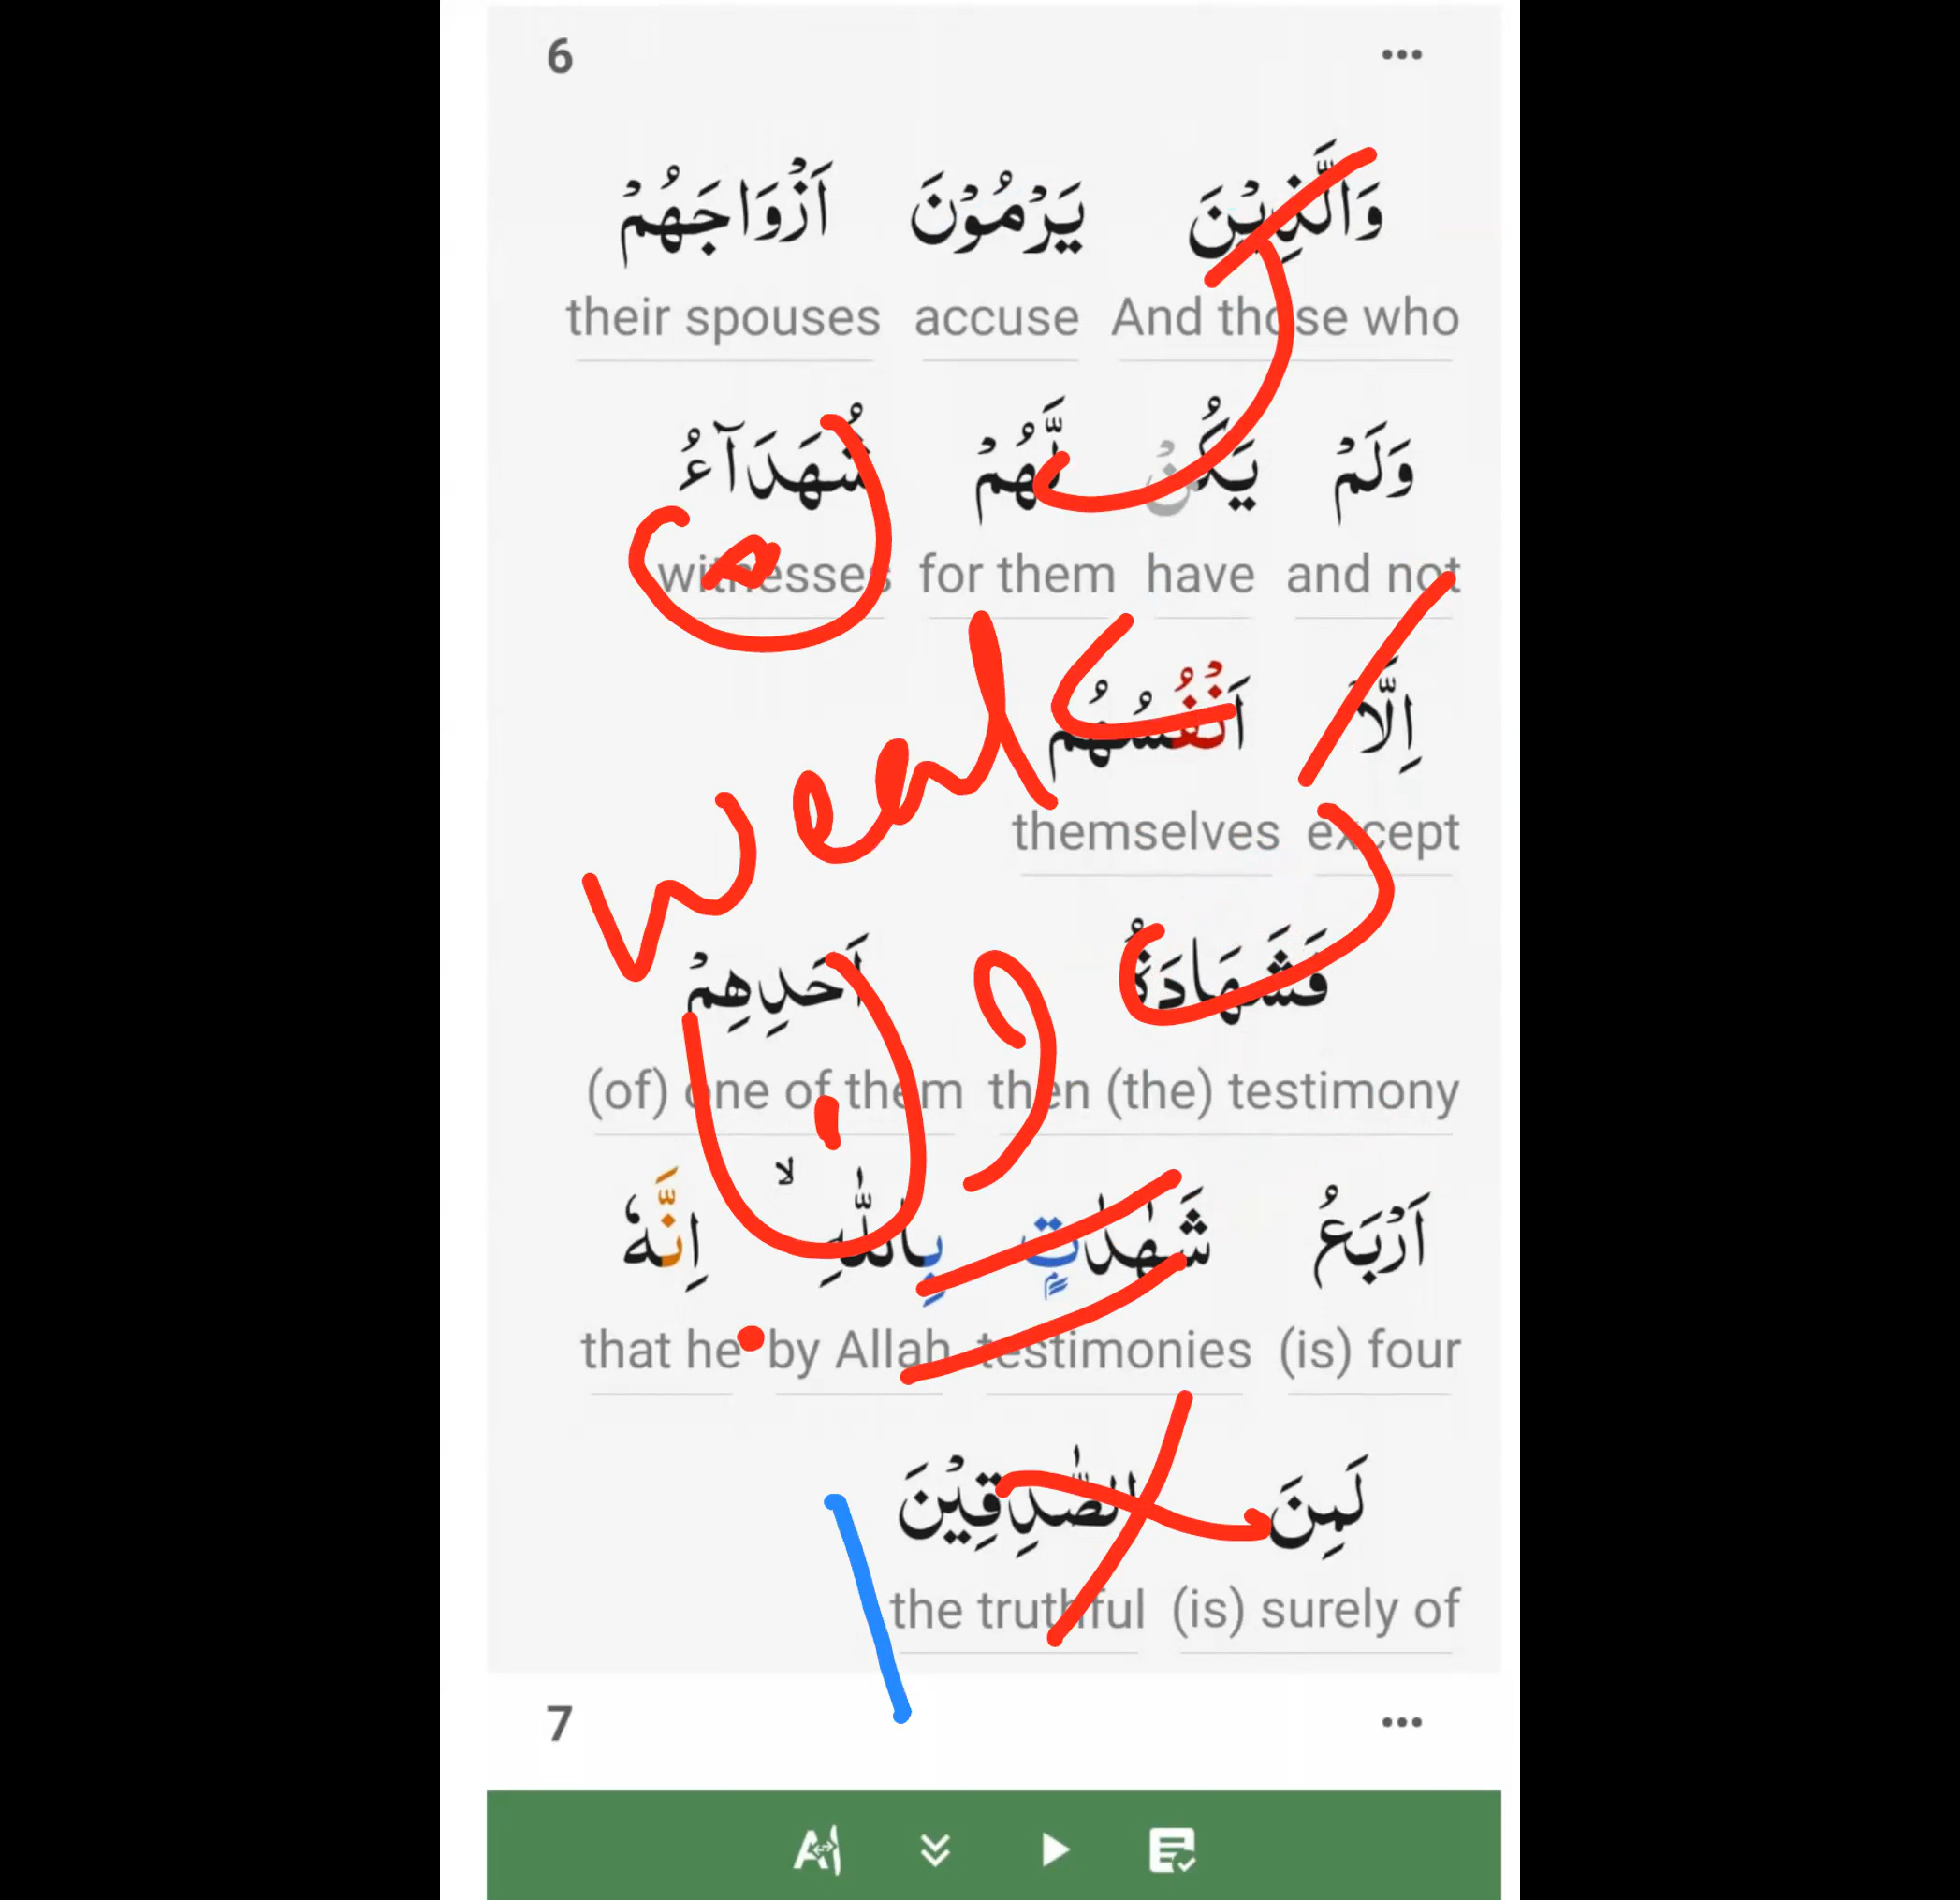 6
وَالَّذِيْنَ يَرْمُوْنَ اَزْوَاجَهُمْ
their spouses accuse And those who
وَلَمْ يَكُنْ لَّهُمْ شُهَدَآءُ
witnesses for them have and not
اِلَّاۤ اَنْفُسُهُمْ
themselves except
weak
فَشَهَادَةُ اَحَدِهِمْ
(of) one of them then (the) testimony
اَرْبَعُ شَهٰدٰتٍۭ بِاللّٰهِ ۙ اِنَّهٗ
that he by Allah testimonies (is) four
لَمِنَ الصّٰدِقِيْنَ
the truthful (is) surely of
7